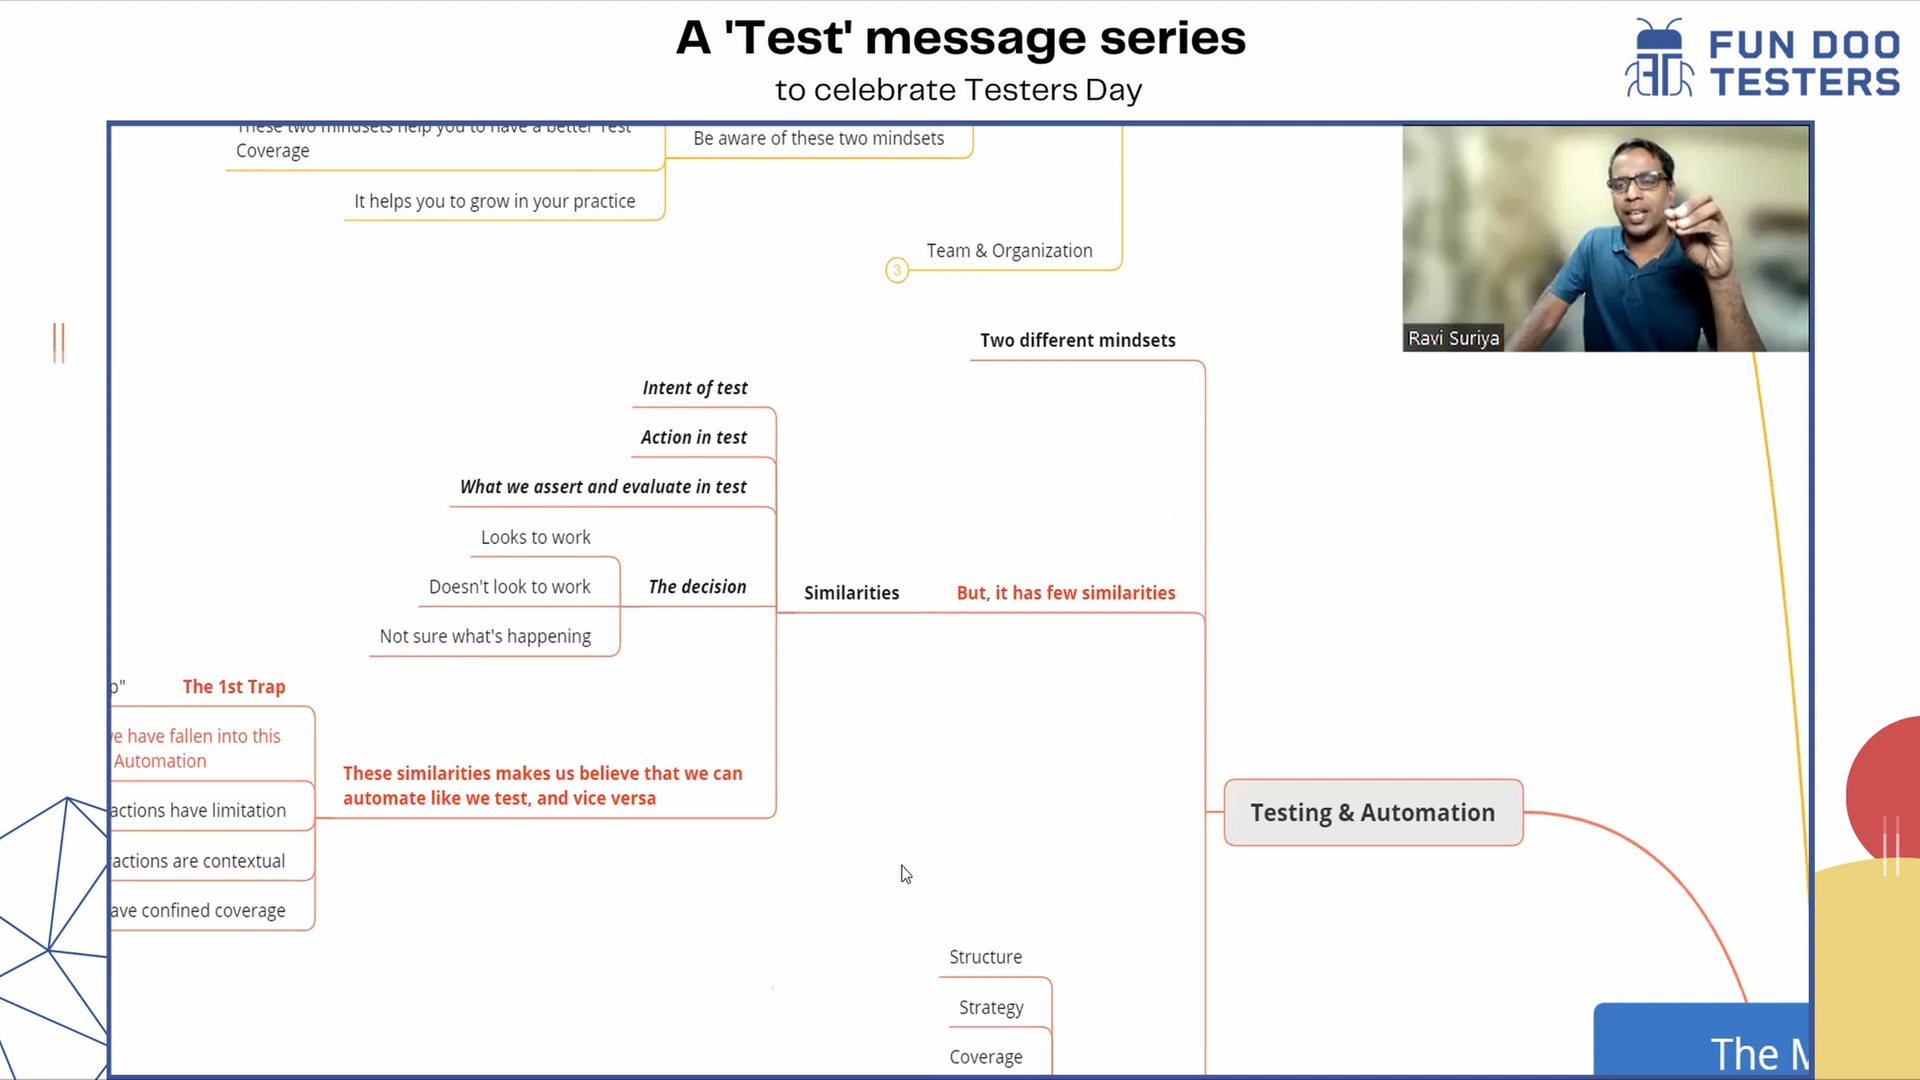 A 'Test' message series
to celebrate Testers Day
FUN DOO
TESTERS
These two mindsets help you to have a better Test
Coverage
Be aware of these two mindsets
It helps you to grow in your practice
Team & Organization
3
Ravi Suriya
Two different mindsets
Intent of test
Action in test
What we assert and evaluate in test
Looks to work
Doesn't look to work
The decision
Similarities
But, it has few similarities
Not sure what's happening
The 1st Trap
have fallen into this
Automation
These similarities makes us believe that we can
automate like we test, and vice versa
actions have limitation
Testing & Automation
actions are contextual
confined coverage
Structure
Strategy
Coverage
The